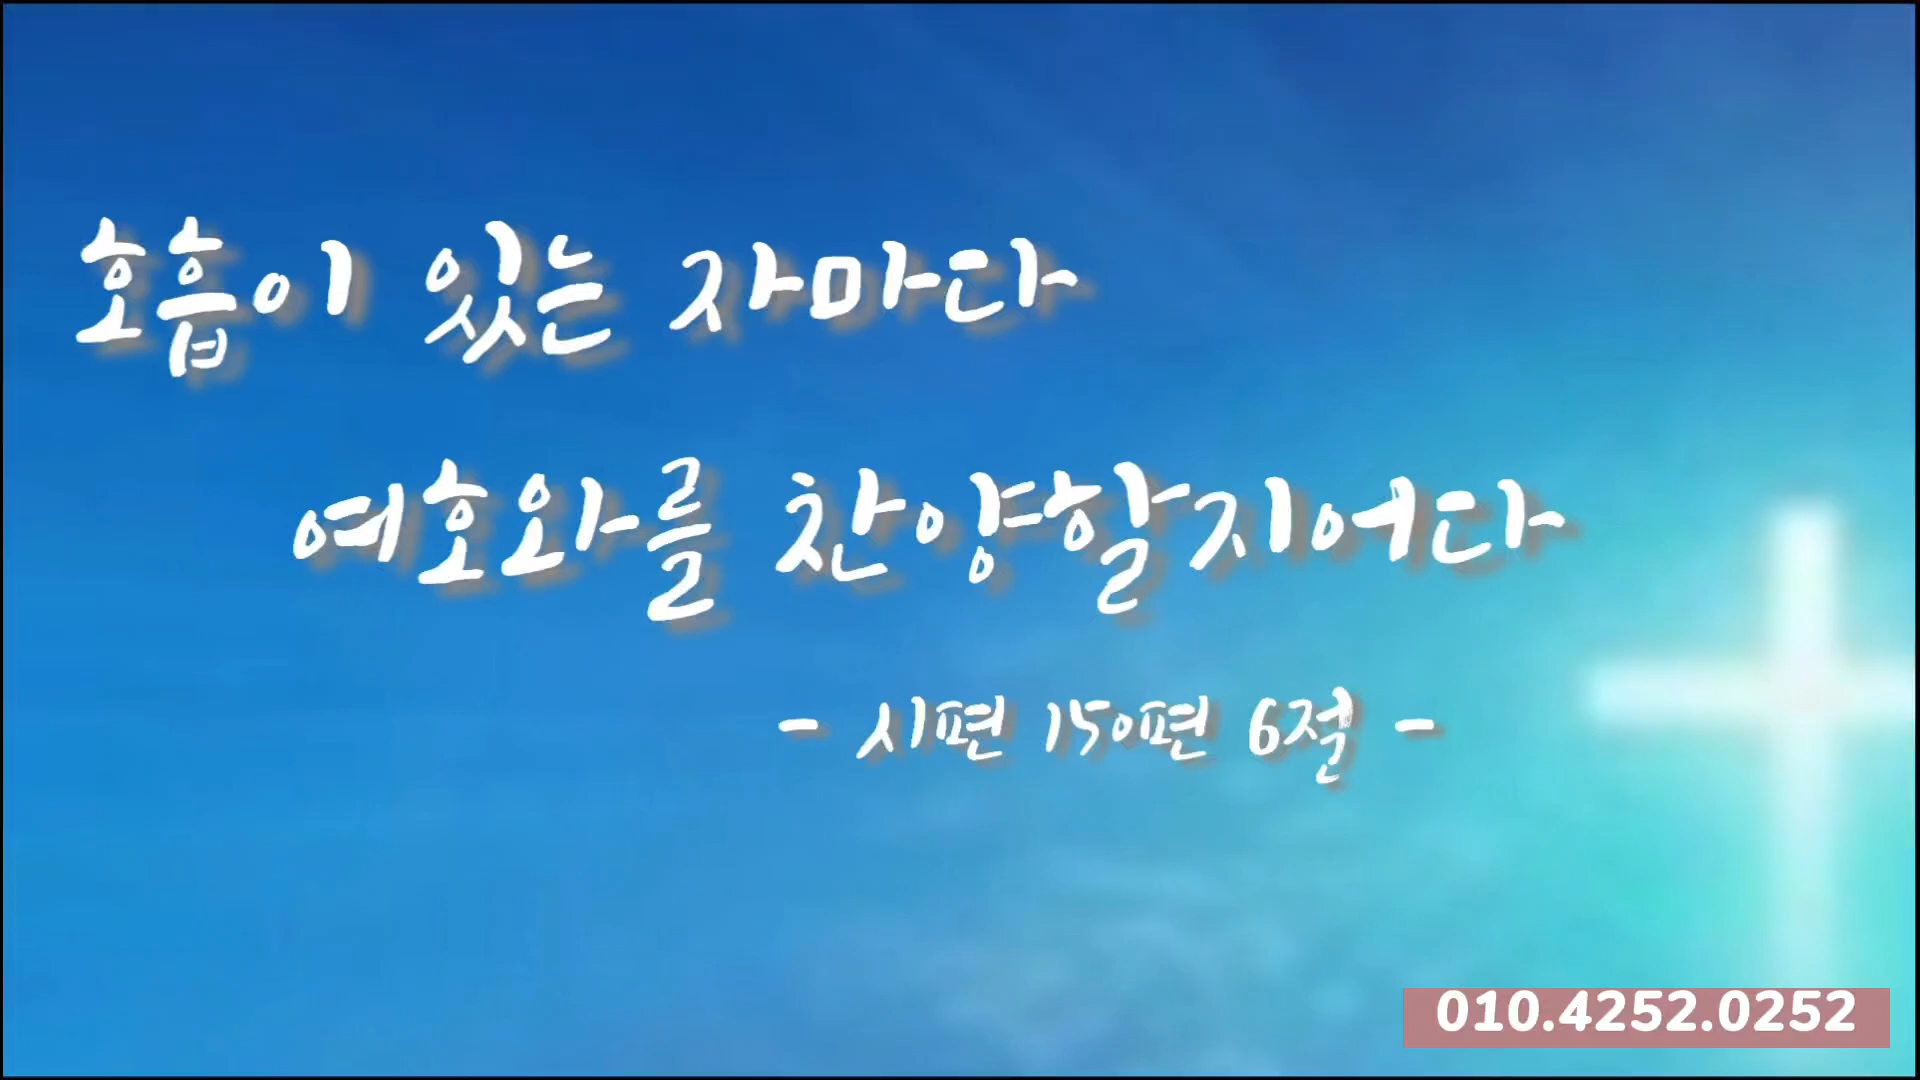 호흡이 있는 자마다
여호와를 찬양할지어다
- 시편 150편 6절 -
010.4252.0252